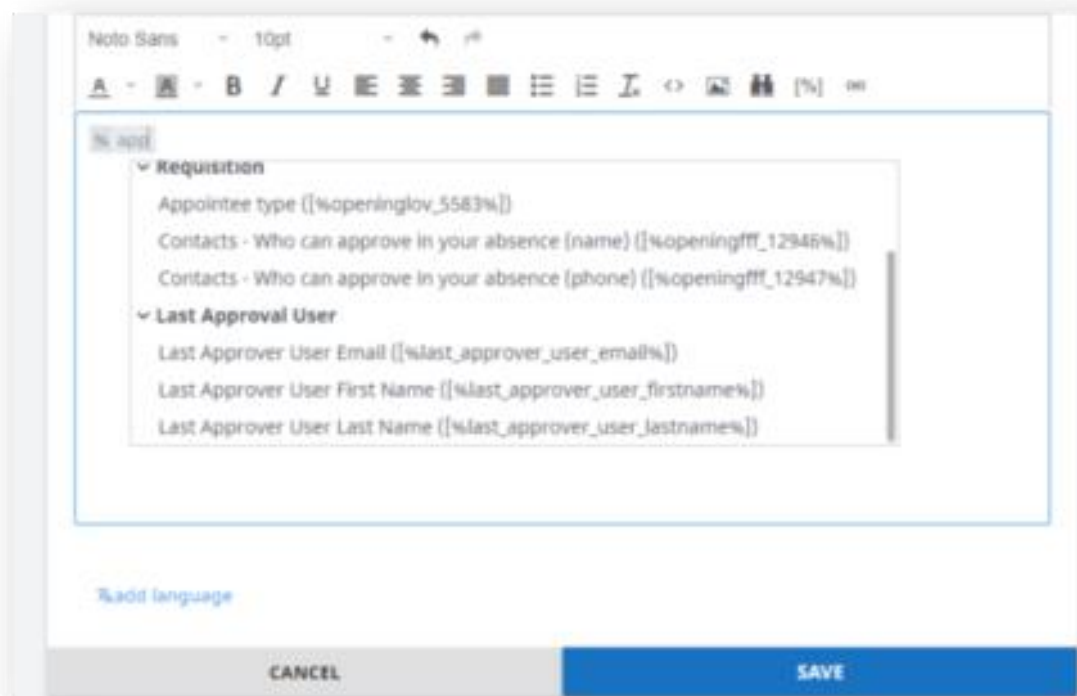 Noto Sans 10pt
A A B I U [%]
% app
Requisition
Appointee type ([%openinglov_5583%])
Contacts - Who can approve in your absence (name) ([%openingfff_12946%])
Contacts - Who can approve in your absence (phone) ([%openingfff_12947%])
Last Approval User
Last Approver User Email ([%last_approver_user_email%])
Last Approver User First Name ([%last_approver_user_firstname%])
Last Approver User Last Name ([%last_approver_user_lastname%])
add language
CANCEL SAVE